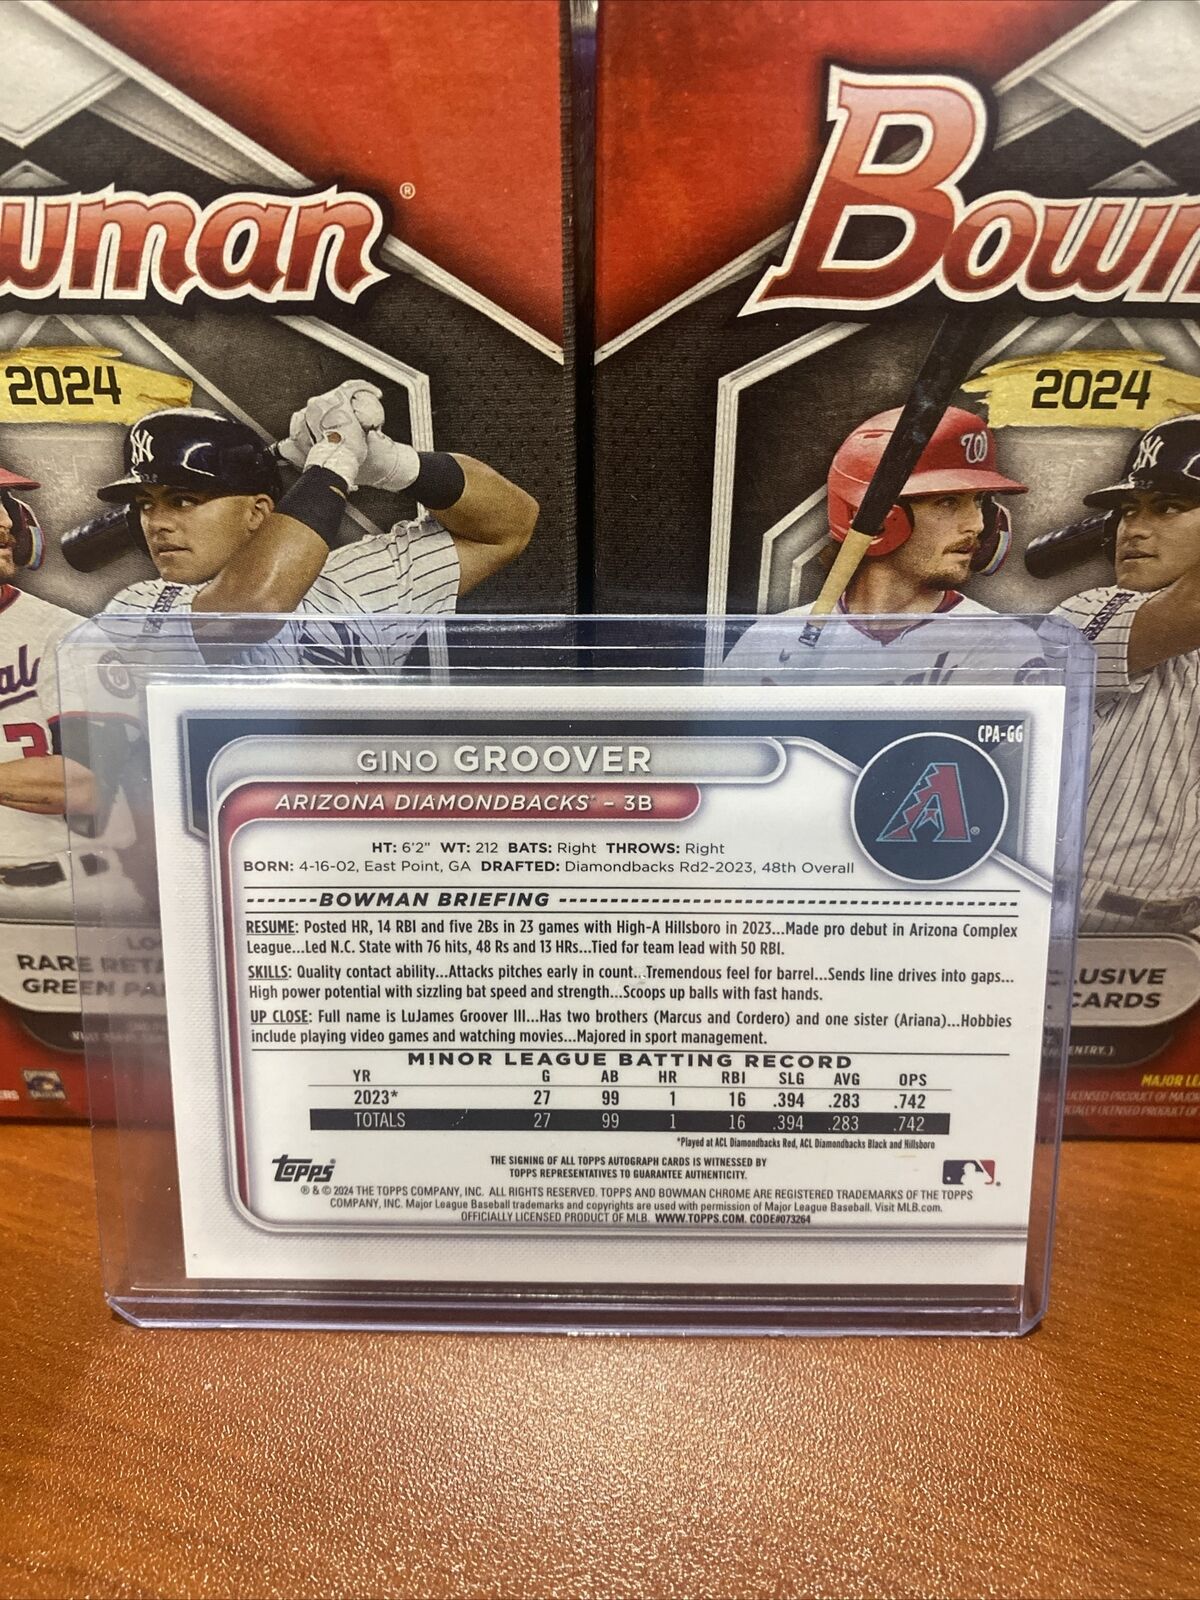 Bowman®
2024
NY
W
2024
NY
3
RARE RETA
GREEN PA
USIVE
CARDS
ENTRY.)
MAJOR LE
CPA-GG
GINO GROOVER
ARIZONA DIAMONDBACKS® – 3B
A®
HT: 6'2" WT: 212 BATS: Right THROWS: Right
BORN: 4-16-02, East Point, GA DRAFTED: Diamondbacks Rd2-2023, 48th Overall
BOWMAN BRIEFING
RESUME: Posted HR, 14 RBI and five 2Bs in 23 games with High-A Hillsboro in 2023...Made pro debut in Arizona Complex
League...Led N.C. State with 76 hits, 48 Rs and 13 HRs...Tied for team lead with 50 RBI.
SKILLS: Quality contact ability...Attacks pitches early in count...Tremendous feel for barrel...Sends line drives into gaps...
High power potential with sizzling bat speed and strength...Scoops up balls with fast hands.
UP CLOSE: Full name is LuJames Groover III...Has two brothers (Marcus and Cordero) and one sister (Ariana)...Hobbies
include playing video games and watching movies...Majored in sport management.
MINOR LEAGUE BATTING RECORD
YR G AB HR RBI SLG AVG OPS
2023* 27 99 1 16 .394 .283 .742
TOTALS 27 99 1 16 .394 .283 .742
*Played at ACL Diamondbacks Red, ACL Diamondbacks Black and Hillsboro
topps®
THE SIGNING OF ALL TOPPS AUTOGRAPH CARDS IS WITNESSED BY
TOPPS REPRESENTATIVES TO GUARANTEE AUTHENTICITY.
® & © 2024 THE TOPPS COMPANY, INC. ALL RIGHTS RESERVED. TOPPS AND BOWMAN CHROME ARE REGISTERED TRADEMARKS OF THE TOPPS
COMPANY, INC. Major League Baseball trademarks and copyrights are used with permission of Major League Baseball. Visit MLB.com.
OFFICIALLY LICENSED PRODUCT OF MLB. WWW.TOPPS.COM. CODE#073264